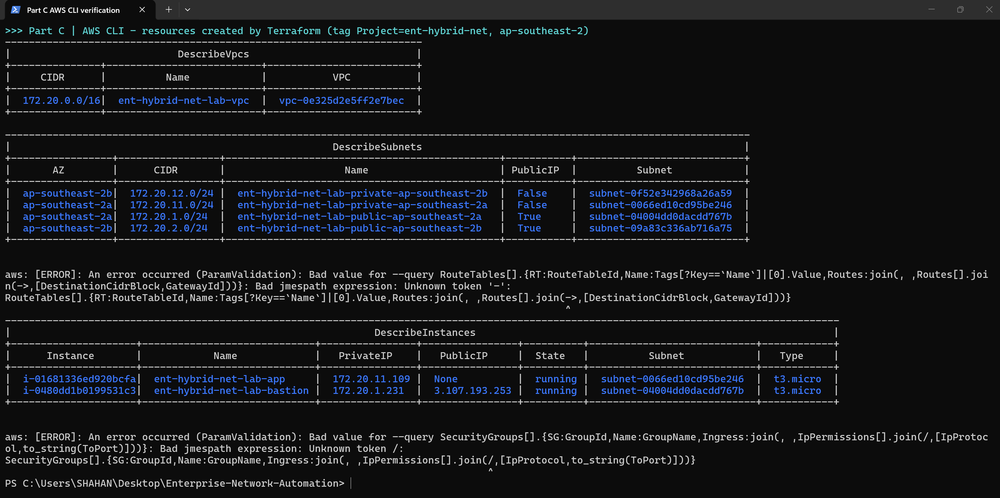 Part C AWS CLI verification
>>> Part C | AWS CLI - resources created by Terraform (tag Project=ent-hybrid-net, ap-southeast-2)
----------------------------------------------------------------------
|                            DescribeVpcs                            |
+---------------+--------------------------+-------------------------+
|     CIDR      |          Name            |           VPC           |
+---------------+--------------------------+-------------------------+
|  172.20.0.0/16|  ent-hybrid-net-lab-vpc  |  vpc-0e325d2e5ff2e7bec  |
+---------------+--------------------------+-------------------------+
-----------------------------------------------------------------------------------------------------------------------------
|                                                      DescribeSubnets                                                      |
+-----------------+-----------------+----------------------------------------------+-----------+----------------------------+
|       AZ        |      CIDR       |                    Name                      | PublicIP  |          Subnet            |
+-----------------+-----------------+----------------------------------------------+-----------+----------------------------+
|  ap-southeast-2b|  172.20.12.0/24 |  ent-hybrid-net-lab-private-ap-southeast-2b  |  False    |  subnet-0f52e342968a26a59  |
|  ap-southeast-2a|  172.20.11.0/24 |  ent-hybrid-net-lab-private-ap-southeast-2a  |  False    |  subnet-0066ed10cd95be246  |
|  ap-southeast-2a|  172.20.1.0/24  |  ent-hybrid-net-lab-public-ap-southeast-2a   |  True     |  subnet-04004dd0dacdd767b  |
|  ap-southeast-2b|  172.20.2.0/24  |  ent-hybrid-net-lab-public-ap-southeast-2b   |  True     |  subnet-09a83c336ab716a75  |
+-----------------+-----------------+----------------------------------------------+-----------+----------------------------+
aws: [ERROR]: An error occurred (ParamValidation): Bad value for --query RouteTables[].{RT:RouteTableId,Name:Tags[?Key==`Name`]|[0].Value,Routes:join(, ,Routes[].joi
n(->,[DestinationCidrBlock,GatewayId]))}: Bad jmespath expression: Unknown token '-':
RouteTables[].{RT:RouteTableId,Name:Tags[?Key==`Name`]|[0].Value,Routes:join(, ,Routes[].join(->,[DestinationCidrBlock,GatewayId]))}
^
--------------------------------------------------------------------------------------------------------------------------------------------
|                                                             DescribeInstances                                                            |
+----------------------+-----------------------------+----------------+----------------+----------+----------------------------+------------+
|      Instance        |            Name             |   PrivateIP    |   PublicIP     |  State   |          Subnet            |   Type     |
+----------------------+-----------------------------+----------------+----------------+----------+----------------------------+------------+
|  i-01681336ed920bcfa|  ent-hybrid-net-lab-app     |  172.20.11.109 |  None          |  running |  subnet-0066ed10cd95be246  |  t3.micro  |
|  i-0480dd1b0199531c3|  ent-hybrid-net-lab-bastion |  172.20.1.231  |  3.107.193.253 |  running |  subnet-04004dd0dacdd767b  |  t3.micro  |
+----------------------+-----------------------------+----------------+----------------+----------+----------------------------+------------+
aws: [ERROR]: An error occurred (ParamValidation): Bad value for --query SecurityGroups[].{SG:GroupId,Name:GroupName,Ingress:join(, ,IpPermissions[].join(/,[IpProtoc
ol,to_string(ToPort)]))}: Bad jmespath expression: Unknown token /:
SecurityGroups[].{SG:GroupId,Name:GroupName,Ingress:join(, ,IpPermissions[].join(/,[IpProtocol,to_string(ToPort)]))}
^
PS C:\Users\SHAHAN\Desktop\Enterprise-Network-Automation>